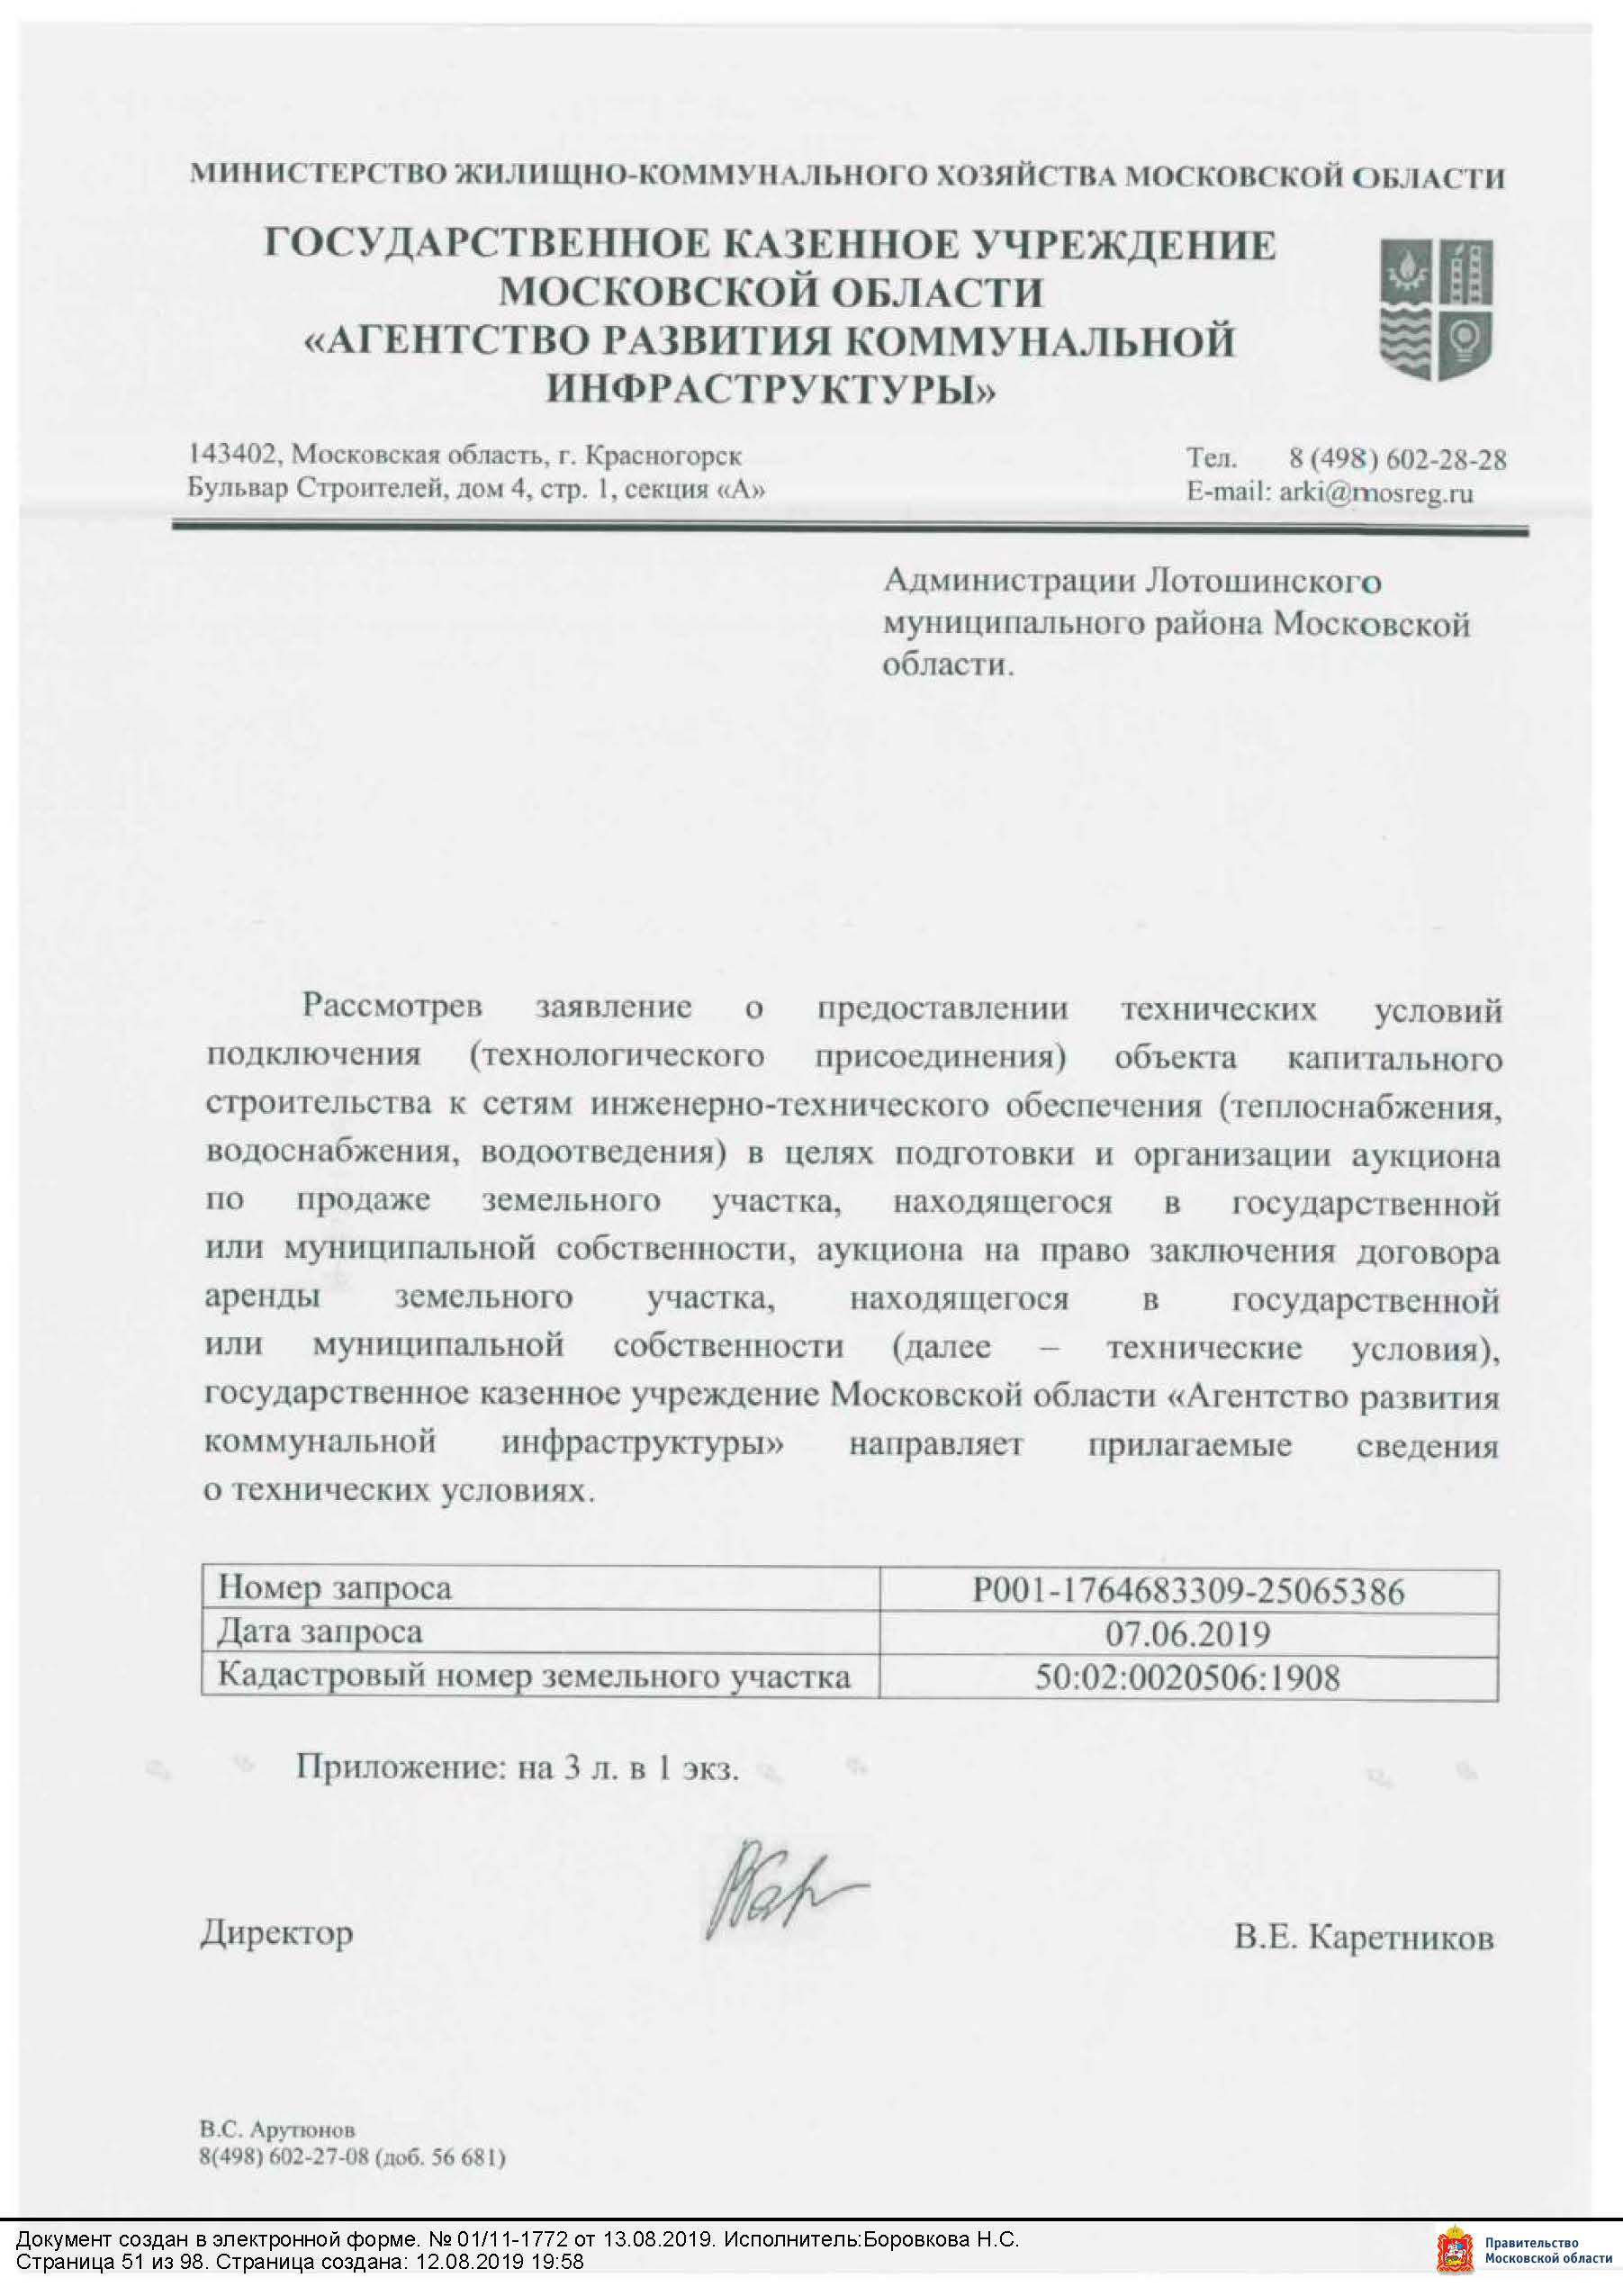 МИНИСТЕРСТВО ЖИЛИЩНО-КОММУНАЛЬНОГО ХОЗЯЙСТВА МОСКОВСКОЙ ОБЛАСТИ
ГОСУДАРСТВЕННОЕ КАЗЕННОЕ УЧРЕЖДЕНИЕ
МОСКОВСКОЙ ОБЛАСТИ
«АГЕНТСТВО РАЗВИТИЯ КОММУНАЛЬНОЙ
ИНФРАСТРУКТУРЫ»
143402, Московская область, г. Красногорск
Бульвар Строителей, дом 4, стр. 1, секция «А»
Тел. 8 (498) 602-28-28
E-mail: arki@mosreg.ru
Администрации Лотошинского
муниципального района Московской
области.
Рассмотрев заявление о предоставлении технических условий
подключения (технологического присоединения) объекта капитального
строительства к сетям инженерно-технического обеспечения (теплоснабжения,
водоснабжения, водоотведения) в целях подготовки и организации аукциона
по продаже земельного участка, находящегося в государственной
или муниципальной собственности, аукциона на право заключения договора
аренды земельного участка, находящегося в государственной
или муниципальной собственности (далее – технические условия),
государственное казенное учреждение Московской области «Агентство развития
коммунальной инфраструктуры» направляет прилагаемые сведения
о технических условиях.
Номер запроса P001-1764683309-25065386
Дата запроса 07.06.2019
Кадастровый номер земельного участка 50:02:0020506:1908
Приложение: на 3 л. в 1 экз.
Директор В.Е. Каретников
В.С. Арутюнов
8(498) 602-27-08 (доб. 56 681)
Документ создан в электронной форме. № 01/11-1772 от 13.08.2019. Исполнитель:Боровкова Н.С.
Страница 51 из 98. Страница создана: 12.08.2019 19:58
Правительство
Московской области